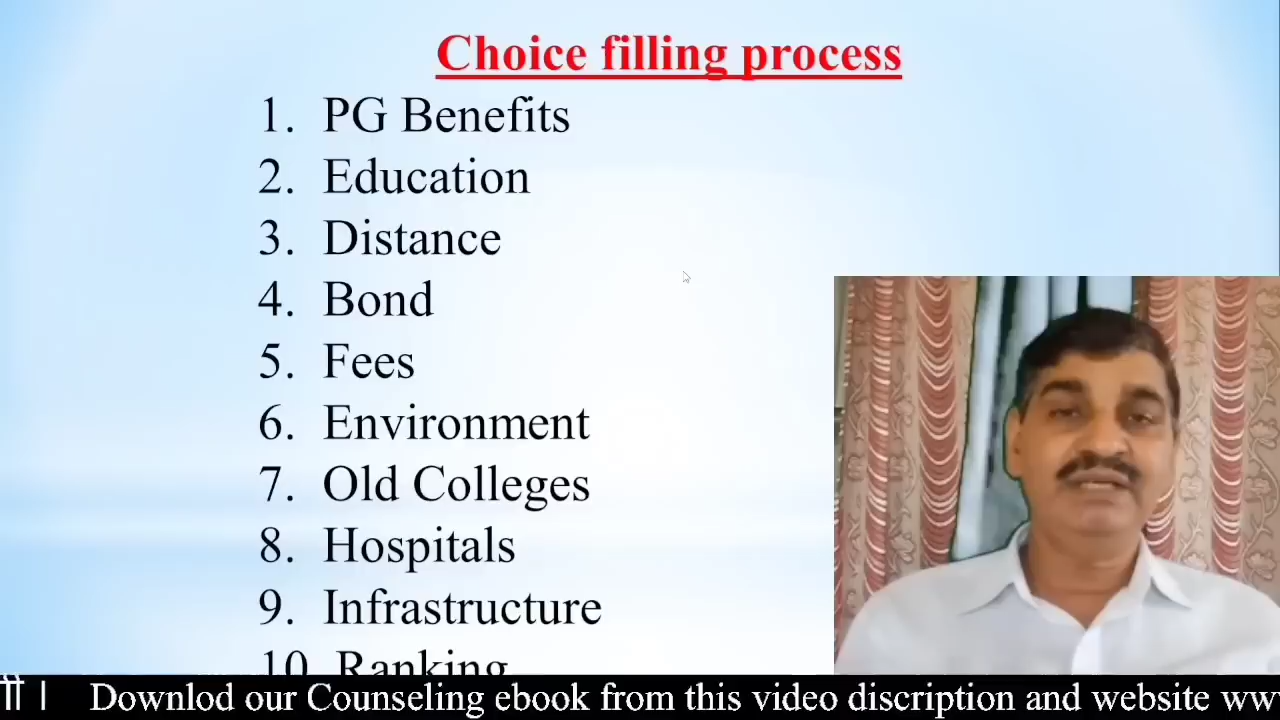 Choice filling process
1. PG Benefits
2. Education
3. Distance
4. Bond
5. Fees
6. Environment
7. Old Colleges
8. Hospitals
9. Infrastructure
10. Ranking
Downlod our Counseling ebook from this video discription and website ww